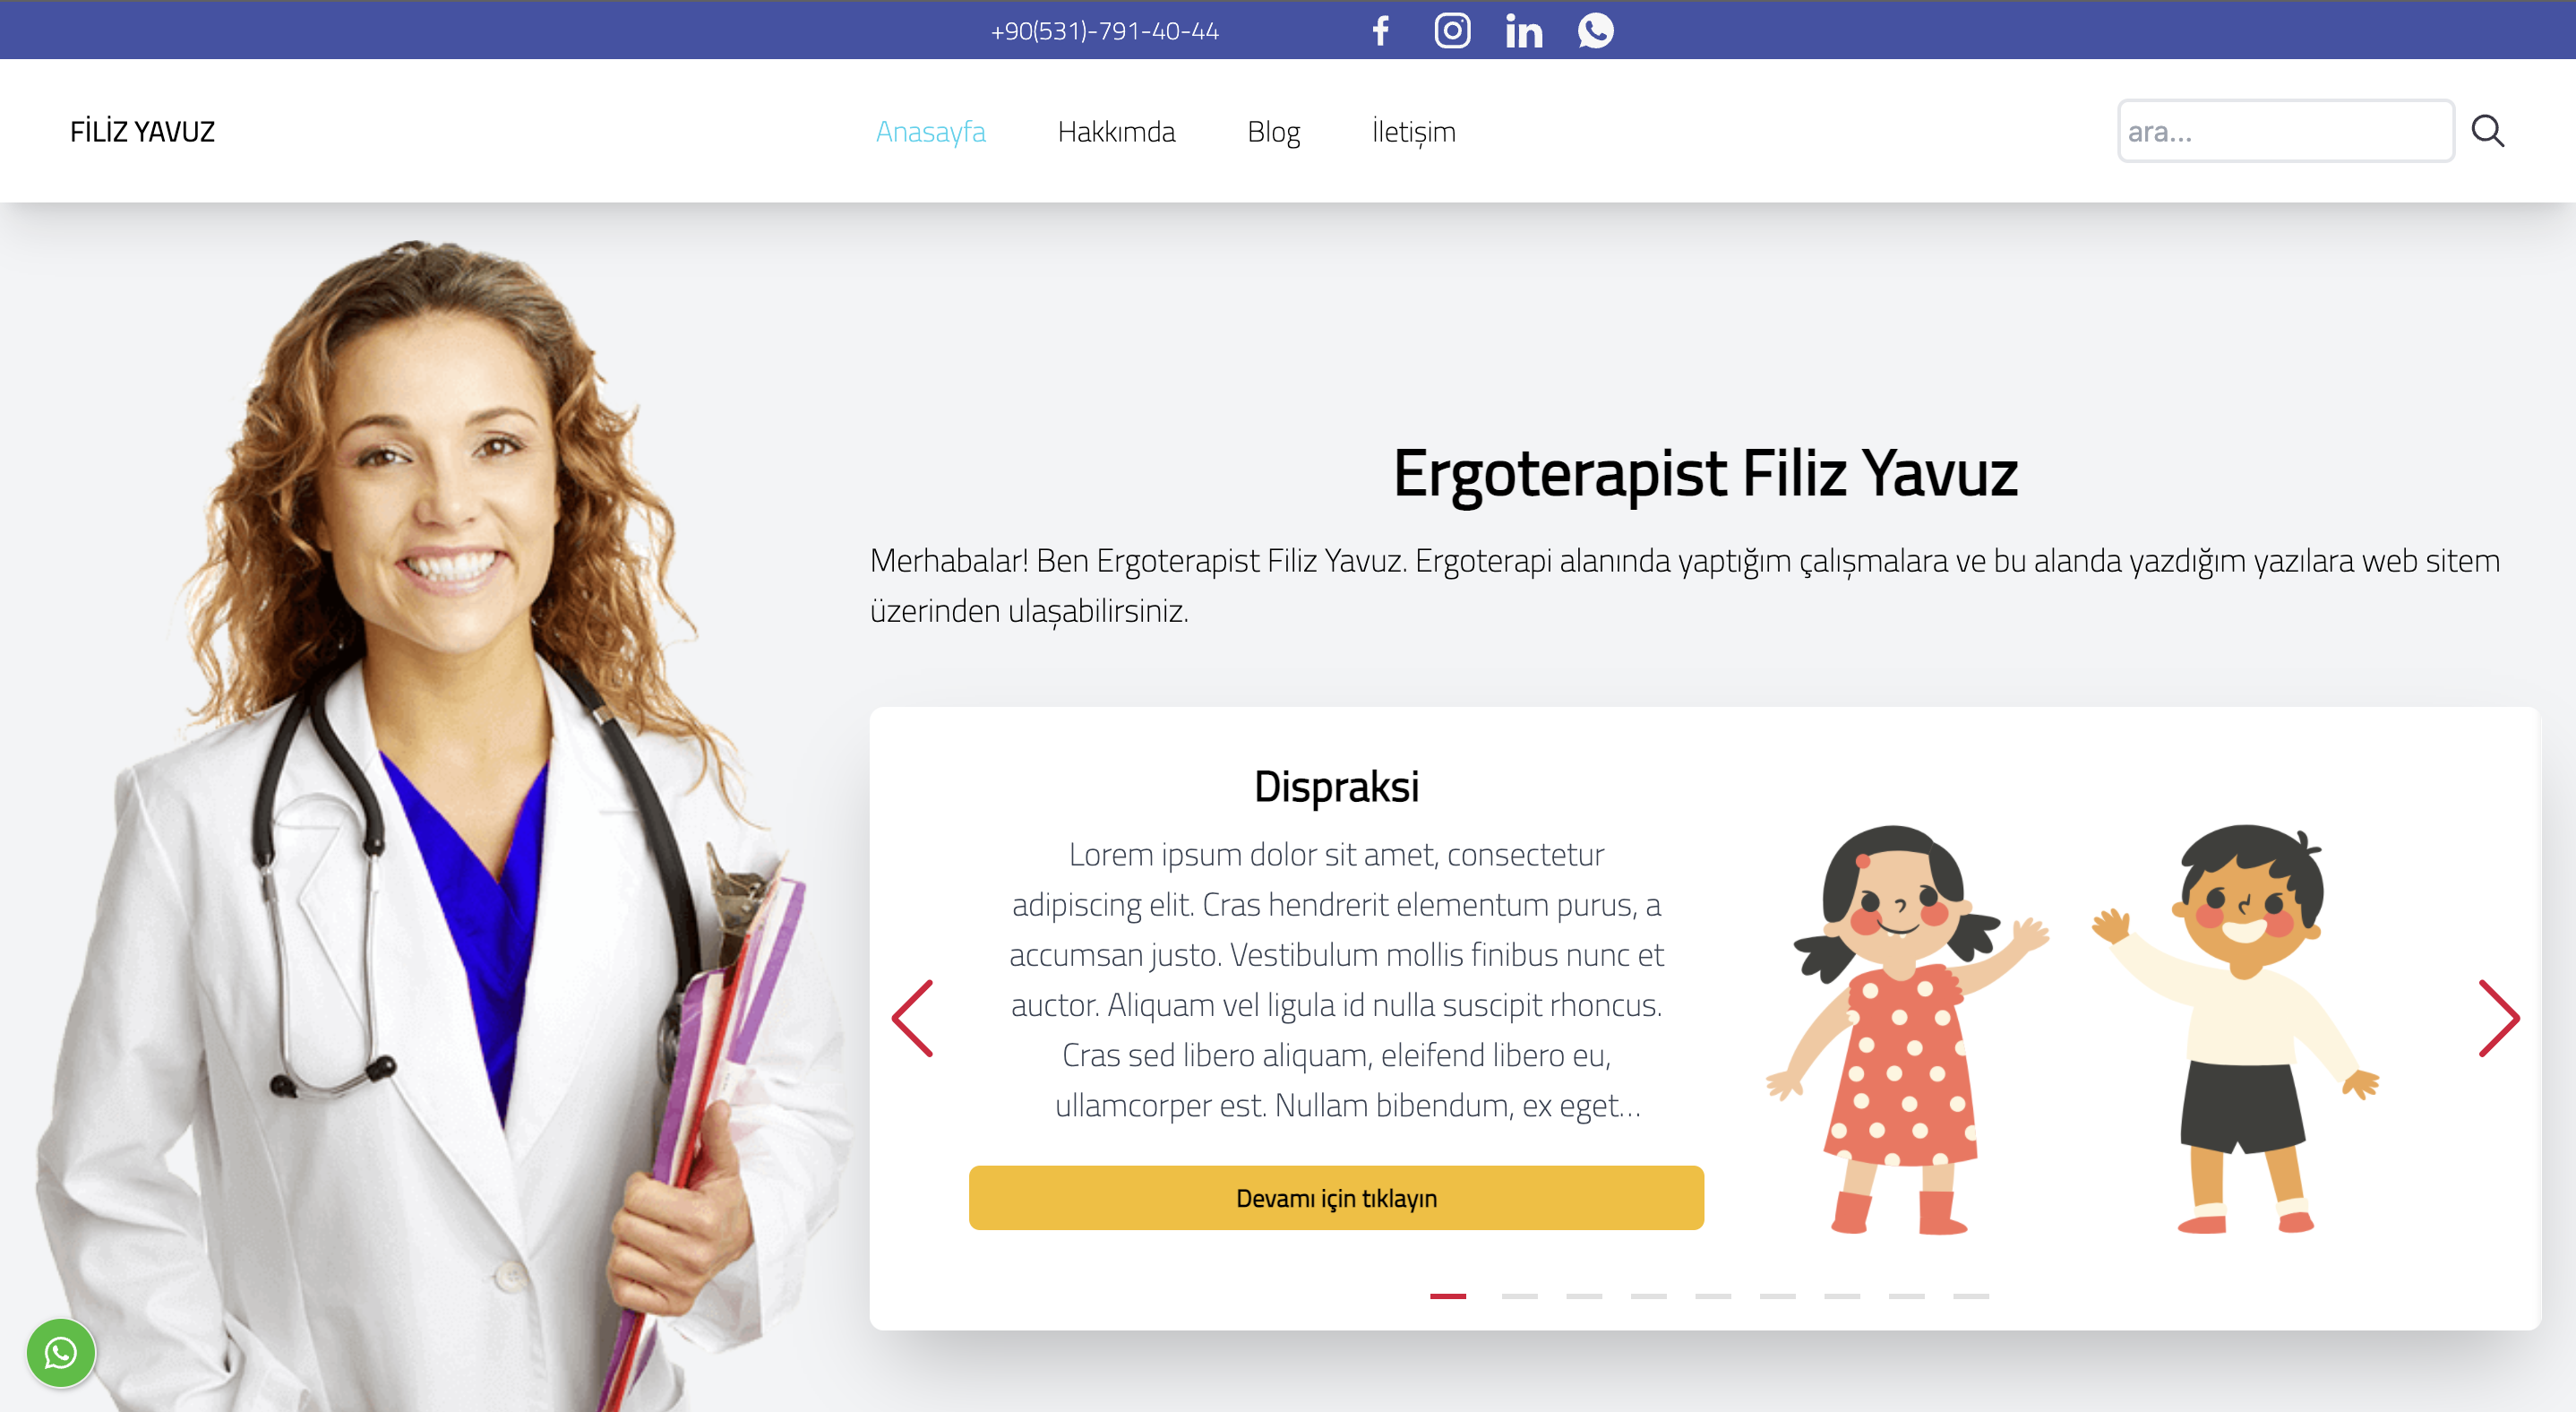 +90(531)-791-40-44
FİLİZ YAVUZ
Anasayfa
Hakkımda
Blog
İletişim
ara...
Ergoterapist Filiz Yavuz
Merhabalar! Ben Ergoterapist Filiz Yavuz. Ergoterapi alanında yaptığım çalışmalara ve bu alanda yazdığım yazılara web sitem
üzerinden ulaşabilirsiniz.
Dispraksi
Lorem ipsum dolor sit amet, consectetur
adipiscing elit. Cras hendrerit elementum purus, a
accumsan justo. Vestibulum mollis finibus nunc et
auctor. Aliquam vel ligula id nulla suscipit rhoncus.
Cras sed libero aliquam, eleifend libero eu,
ullamcorper est. Nullam bibendum, ex eget...
Devamı için tıklayın